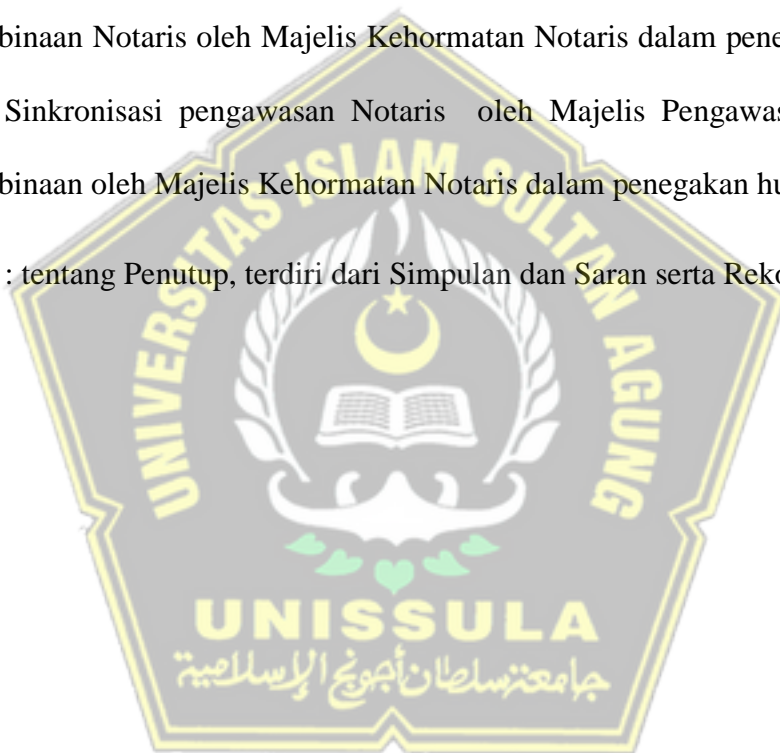 binaan Notaris oleh Majelis Kehormatan Notaris dalam pene
Sinkronisasi pengawasan Notaris oleh Majelis Pengawas
binaan oleh Majelis Kehormatan Notaris dalam penegakan hu
: tentang Penutup, terdiri dari Simpulan dan Saran serta Reko
UNIVERSITAS ISLAM SULTAN AGUNG
UNISSULA
جامعة سلطان أجونج الإسلامية